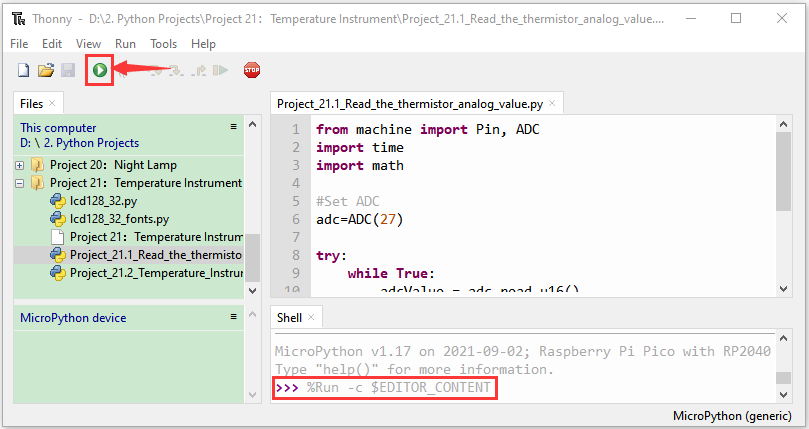 Thonny - D:\2. Python Projects\Project 21： Temperature Instrument\Project_21.1_Read_the_thermistor_analog_value....
File Edit View Run Tools Help
STOP
Files
This computer
D: \ 2. Python Projects
Project 20：Night Lamp
Project 21：Temperature Instrument
lcd128_32.py
lcd128_32_fonts.py
Project 21：Temperature Instrum
Project_21.1_Read_the_thermisto
Project_21.2_Temperature_Instru
MicroPython device
Project_21.1_Read_the_thermistor_analog_value.py
1 from machine import Pin, ADC
2 import time
3 import math
4
5 #Set ADC
6 adc=ADC(27)
7
8 try:
9 while True:
10 adcValue = adc.read_u16()
Shell
MicroPython v1.17 on 2021-09-02; Raspberry Pi Pico with RP2040
Type "help()" for more information.
>>> %Run -c $EDITOR_CONTENT
MicroPython (generic)